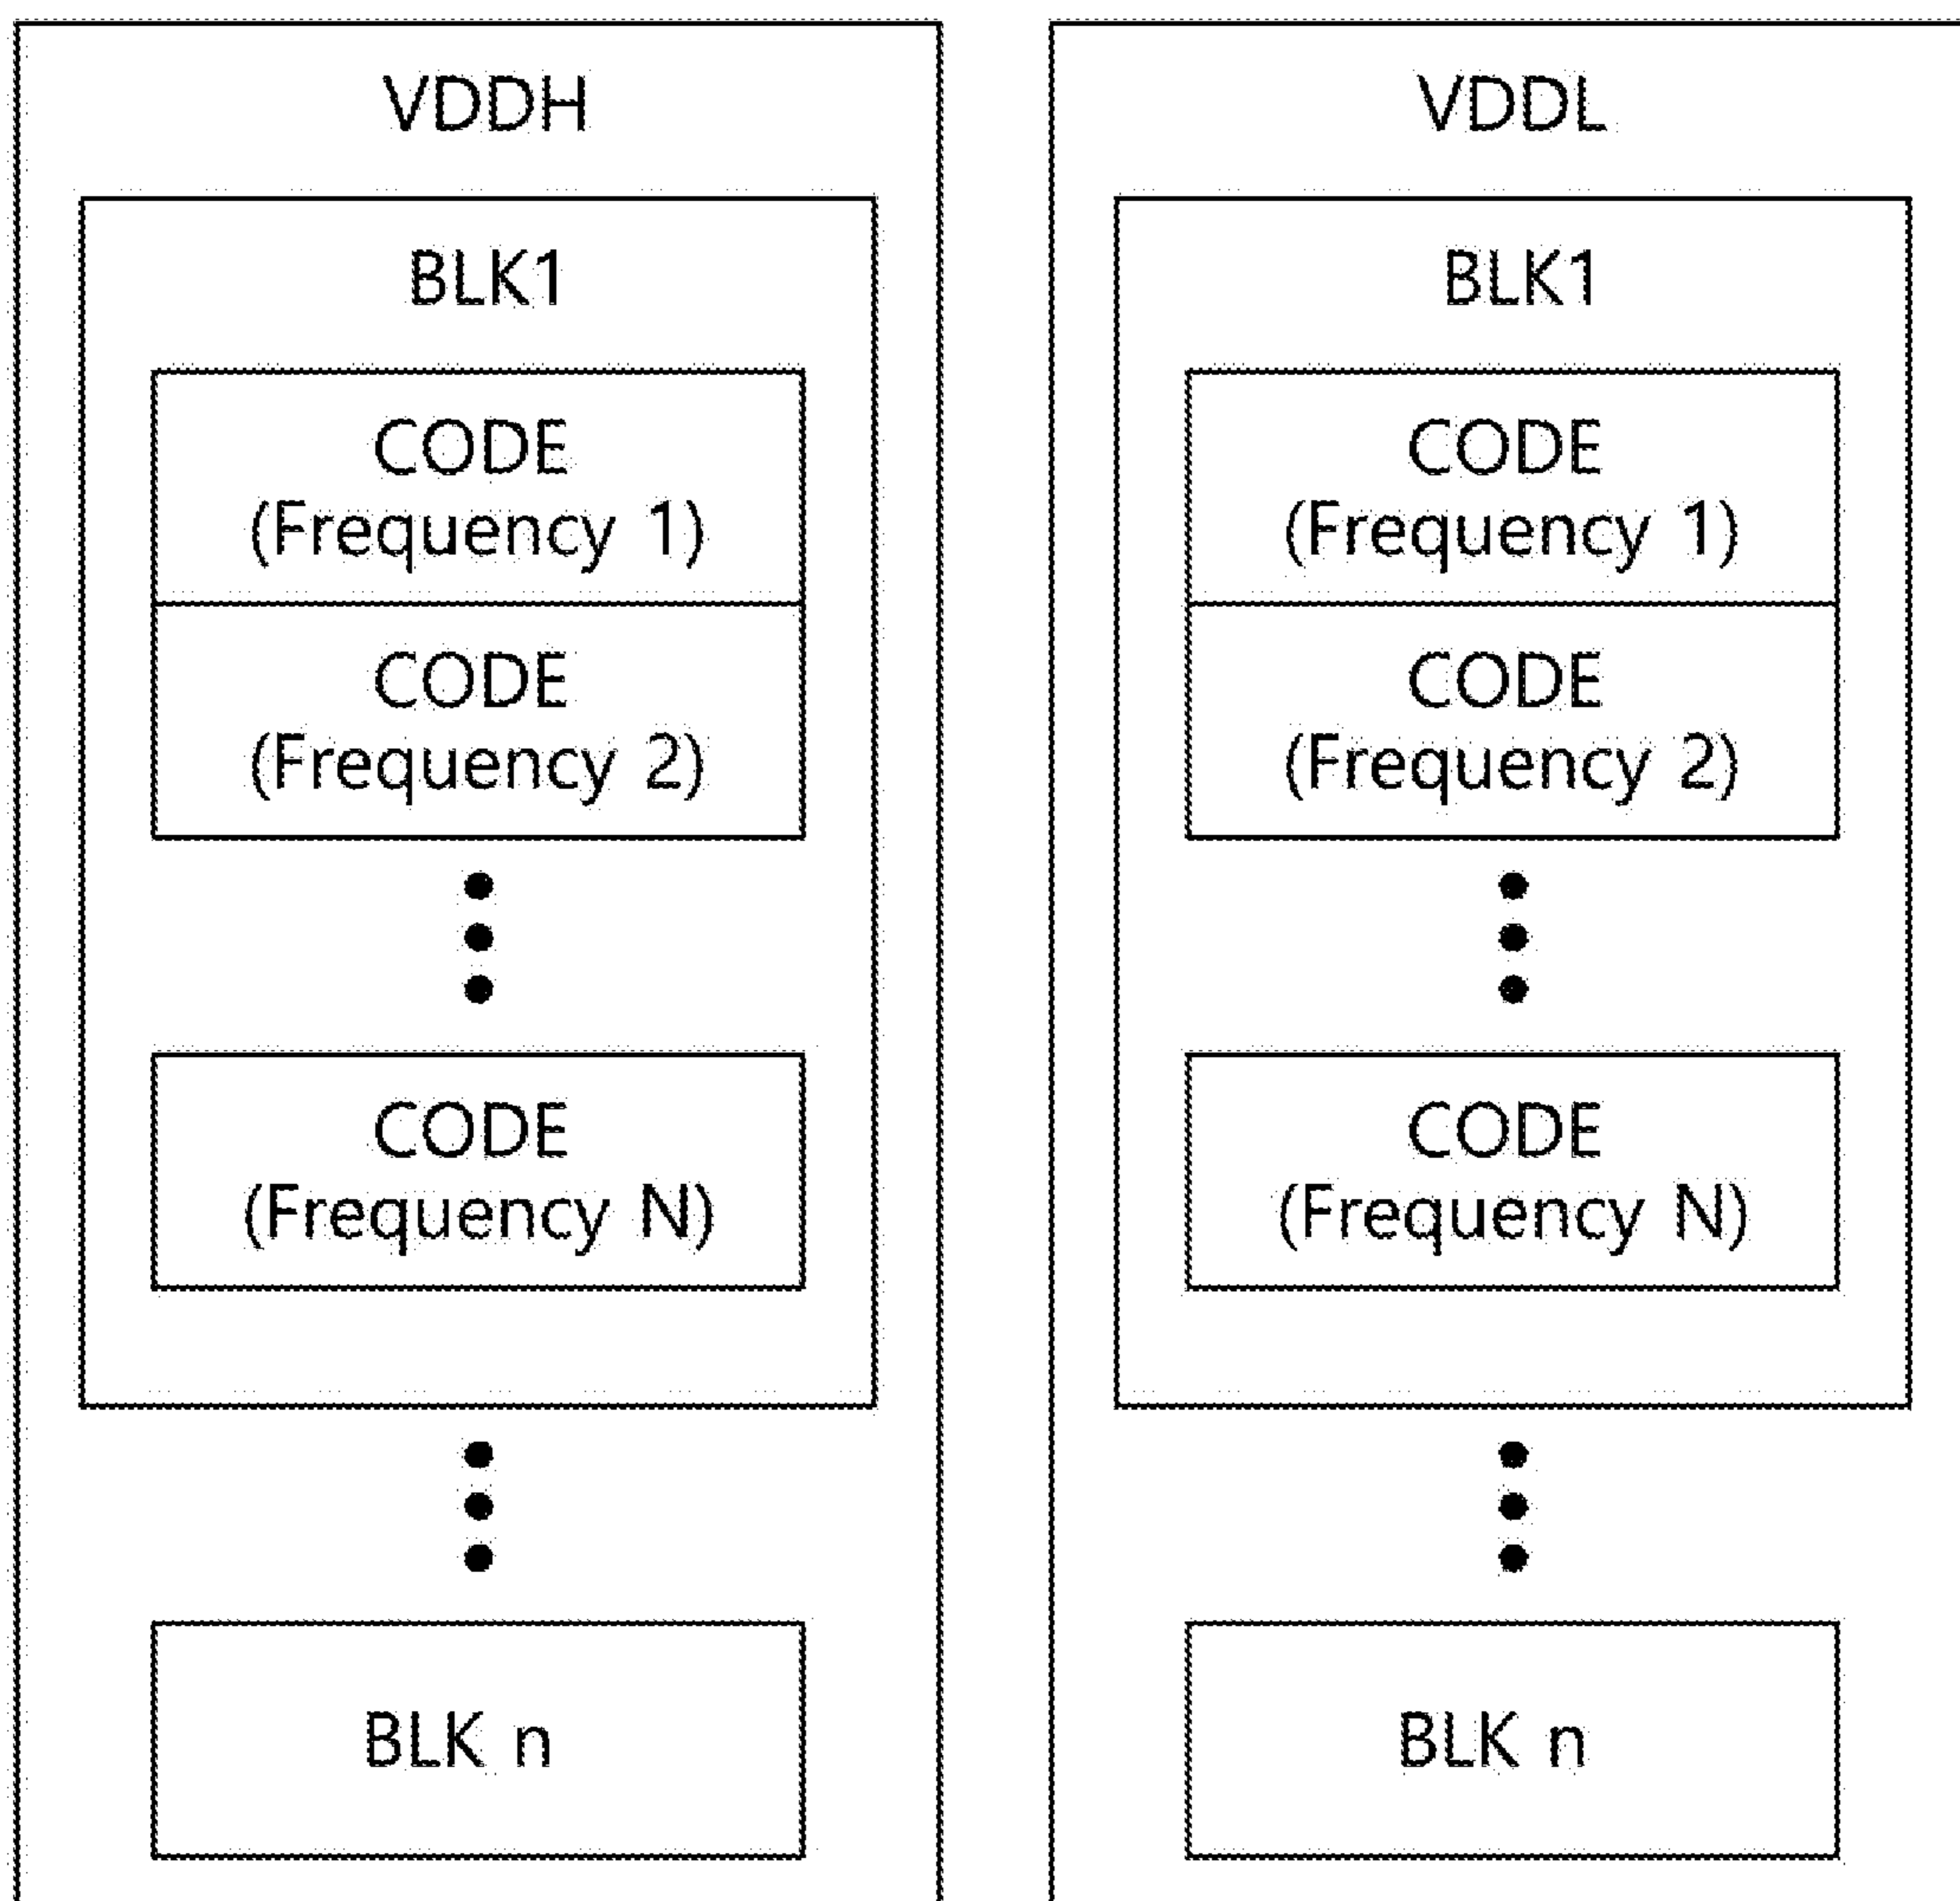 VDDH
BLK1
CODE
(Frequency 1)
CODE
(Frequency 2)
CODE
(Frequency N)
BLK n
VDDL
BLK1
CODE
(Frequency 1)
CODE
(Frequency 2)
CODE
(Frequency N)
BLK n